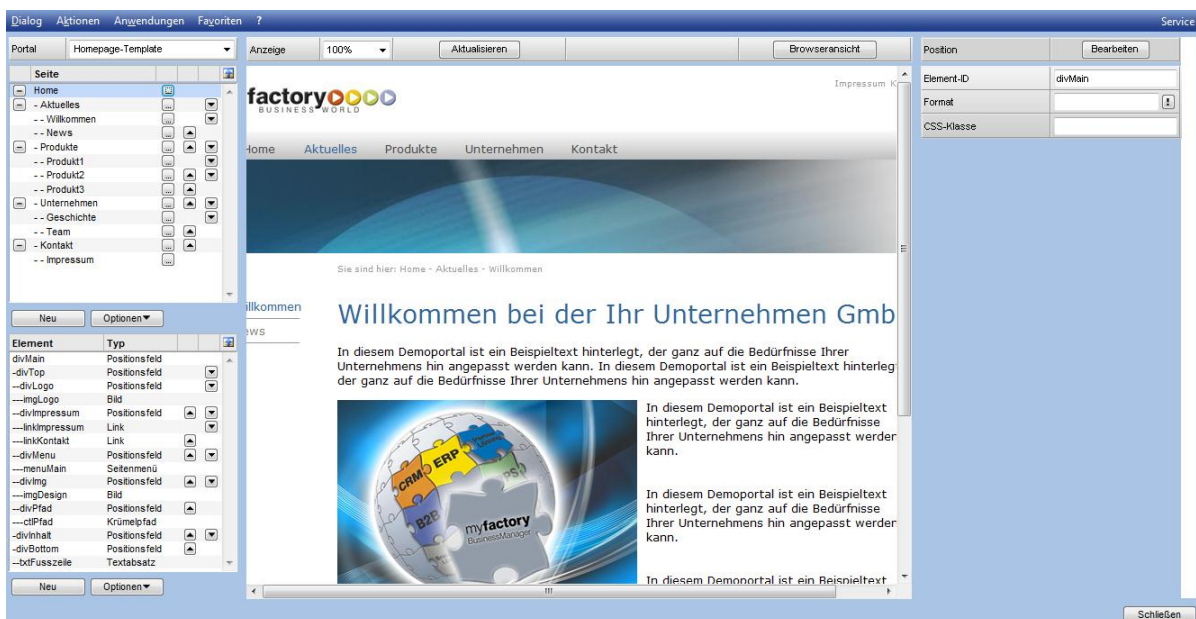 Dialog Aktionen Anwendungen Favoriten ? Service
Portal Homepage-Template
Seite
Home
- Aktuelles
- - Willkommen
- - News
- Produkte
- - Produkt1
- - Produkt2
- - Produkt3
- Unternehmen
- - Geschichte
- - Team
- Kontakt
- - Impressum
Neu Optionen
Element Typ
divMain Positionsfeld
-divTop Positionsfeld
--divLogo Positionsfeld
---imgLogo Bild
--divImpressum Positionsfeld
---linkImpressum Link
---linkKontakt Link
--divMenu Positionsfeld
---menuMain Seitenmenü
--divImg Positionsfeld
---imgDesign Bild
--divPfad Positionsfeld
---ctlPfad Krümelpfad
-divInhalt Positionsfeld
-divBottom Positionsfeld
--txtFusszeile Textabsatz
Neu Optionen
Anzeige 100% Aktualisieren Browseransicht
Impressum K
factory
BUSINESS WORLD
Home Aktuelles Produkte Unternehmen Kontakt
Sie sind hier: Home - Aktuelles - Willkommen
illkommen
ews
Willkommen bei der Ihr Unternehmen Gmb
In diesem Demoportal ist ein Beispieltext hinterlegt, der ganz auf die Bedürfnisse Ihrer
Unternehmens hin angepasst werden kann. In diesem Demoportal ist ein Beispieltext hinterleg
der ganz auf die Bedürfnisse Ihrer Unternehmens hin angepasst werden kann.
CRM
ERP
B2B
PS
myfactory
BusinessManager
In diesem Demoportal ist ein Beispieltext
hinterlegt, der ganz auf die Bedürfnisse
Ihrer Unternehmens hin angepasst werden
kann.
In diesem Demoportal ist ein Beispieltext
hinterlegt, der ganz auf die Bedürfnisse
Ihrer Unternehmens hin angepasst werden
kann.
In diesem Demoportal ist ein Beispieltext
Position Bearbeiten
Element-ID divMain
Format
CSS-Klasse
Schließen